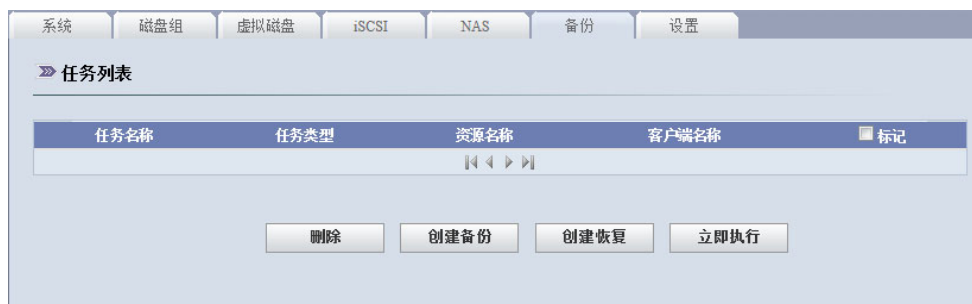 系统 磁盘组 虚拟磁盘 iSCSI NAS 备份 设置
任务列表
任务名称 任务类型 资源名称 客户端名称 标记
删除 创建备份 创建恢复 立即执行